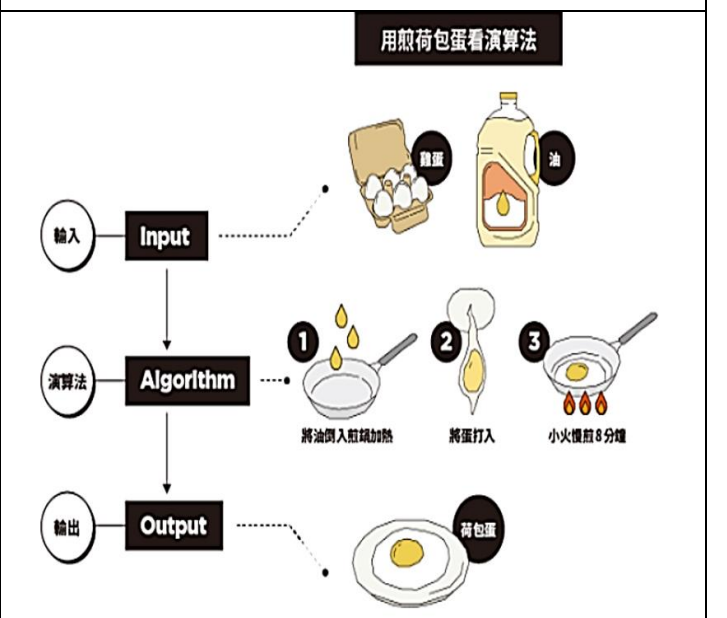 用煎荷包蛋看演算法
雞蛋
油
輸入
Input
演算法
Algorithm
1
將油倒入煎鍋加熱
2
將蛋打入
3
小火慢煎8分鐘
輸出
Output
荷包蛋